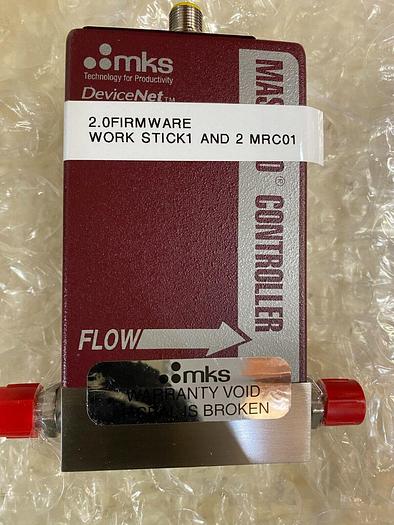 mks
Technology for Productivity
DeviceNet™
2.0FIRMWARE
WORK STICK1 AND 2 MRC01
® CONTROLLER
FLOW
mks
WARRANTY VOID
IS BROKEN